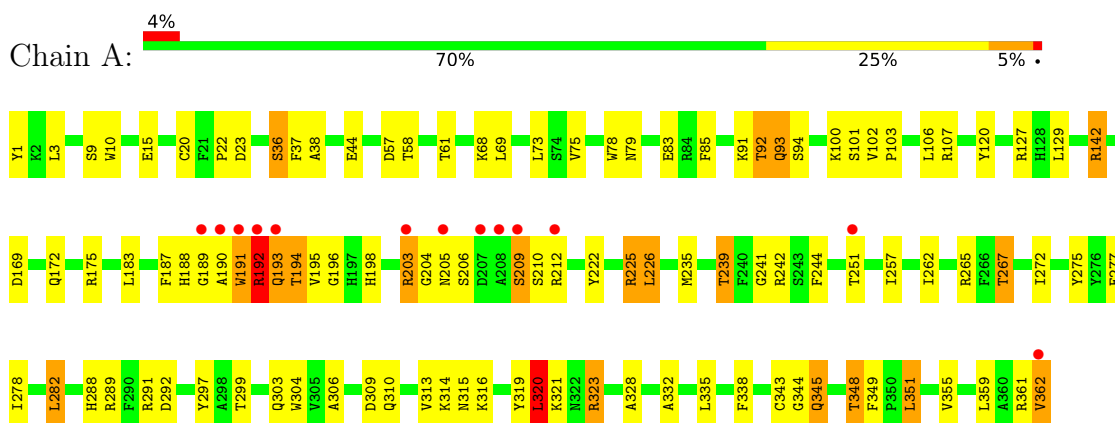 4%
Chain A:
70% 25% 5% •
Y1 K2 L3 S9 W10 E15 C20 F21 P22 D23 S36 F37 A38 E44 D57 T58 T61 K68 L69 L73 S74 V75 W78 N79 E83 R84 F85 K91 T92 Q93 S94 K100 S101 V102 P103 L106 R107 Y120 R127 H128 L129 R142
D169 Q172 R175 L183 F187 H188 G189 A190 W191 R192 Q193 T194 V195 G196 H197 H198 R203 G204 N205 S206 D207 A208 S209 S210 R212 Y222 R225 L226 M235 T239 F240 G241 R242 S243 F244 T251 I257 I262 R265 F266 T267 I272 Y275 Y276 E277
I278 L282 H288 R289 F290 R291 D292 Y297 A298 T299 Q303 W304 V305 A306 D309 Q310 V313 K314 N315 K316 Y319 L320 K321 N322 R323 A328 A332 L335 F338 C343 G344 Q345 T348 F349 P350 L351 V355 L359 A360 R361 V362